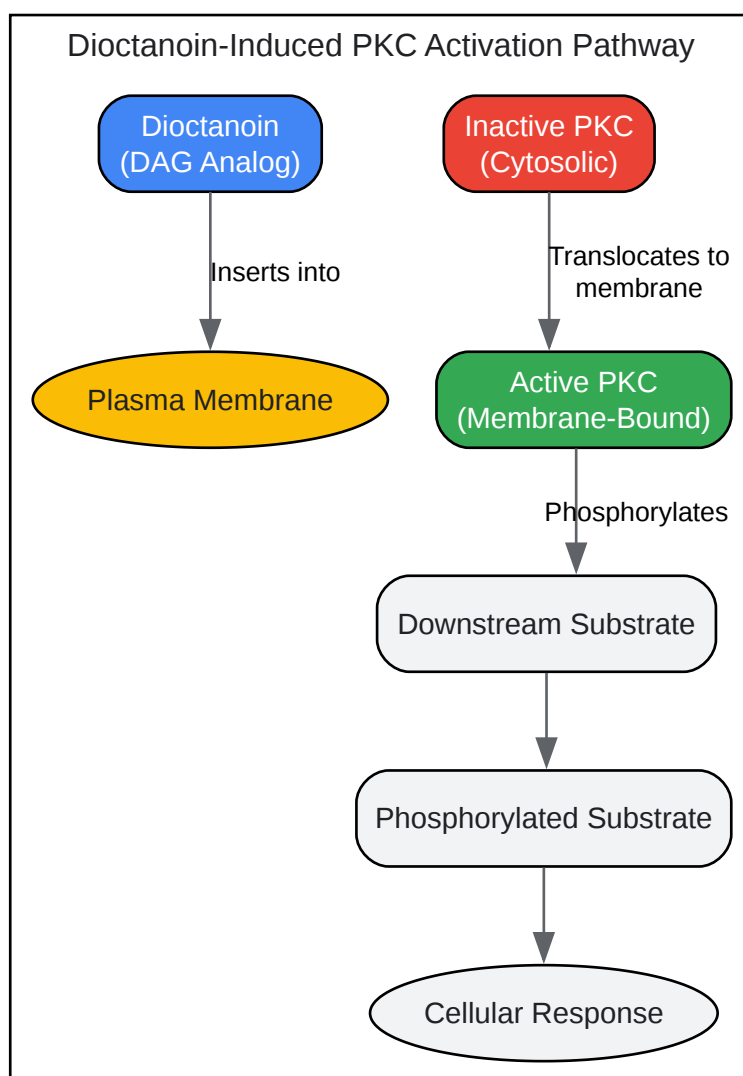 Dioctanoin-Induced PKC Activation Pathway
Dioctanoin
(DAG Analog)
Inactive PKC
(Cytosolic)
Inserts into
Translocates to
membrane
Plasma Membrane
Active PKC
(Membrane-Bound)
Phosphorylates
Downstream Substrate
Phosphorylated Substrate
Cellular Response